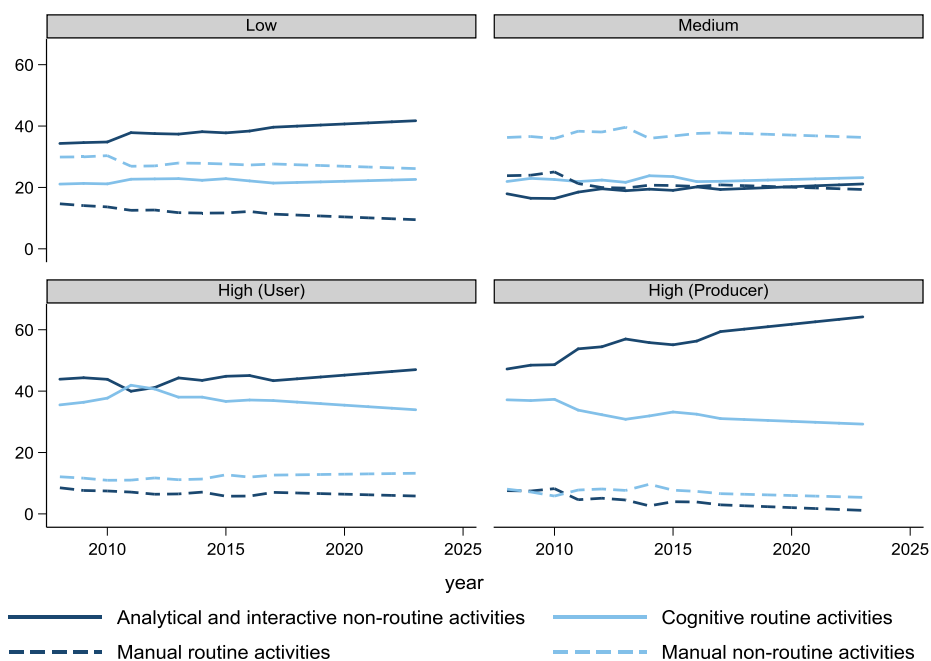 Low
Medium
60
40
20
0
High (User)
High (Producer)
60
40
20
0
2010
2015
2020
2025
2010
2015
2020
2025
year
Analytical and interactive non-routine activities
Cognitive routine activities
Manual routine activities
Manual non-routine activities